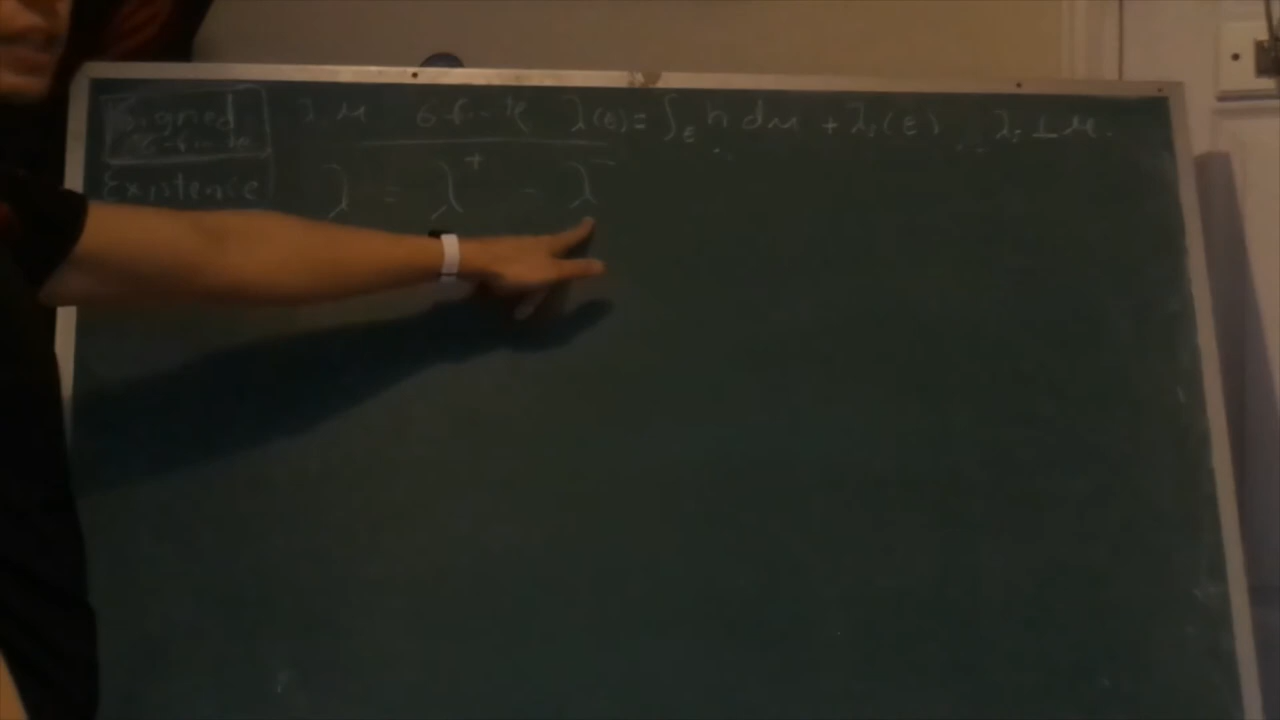 Signed λ, μ σ-finite λ(E) = ∫_E h dμ + λ_s(E) λ_s ⊥ μ.
σ-finite
Existence λ = λ⁺ - λ⁻